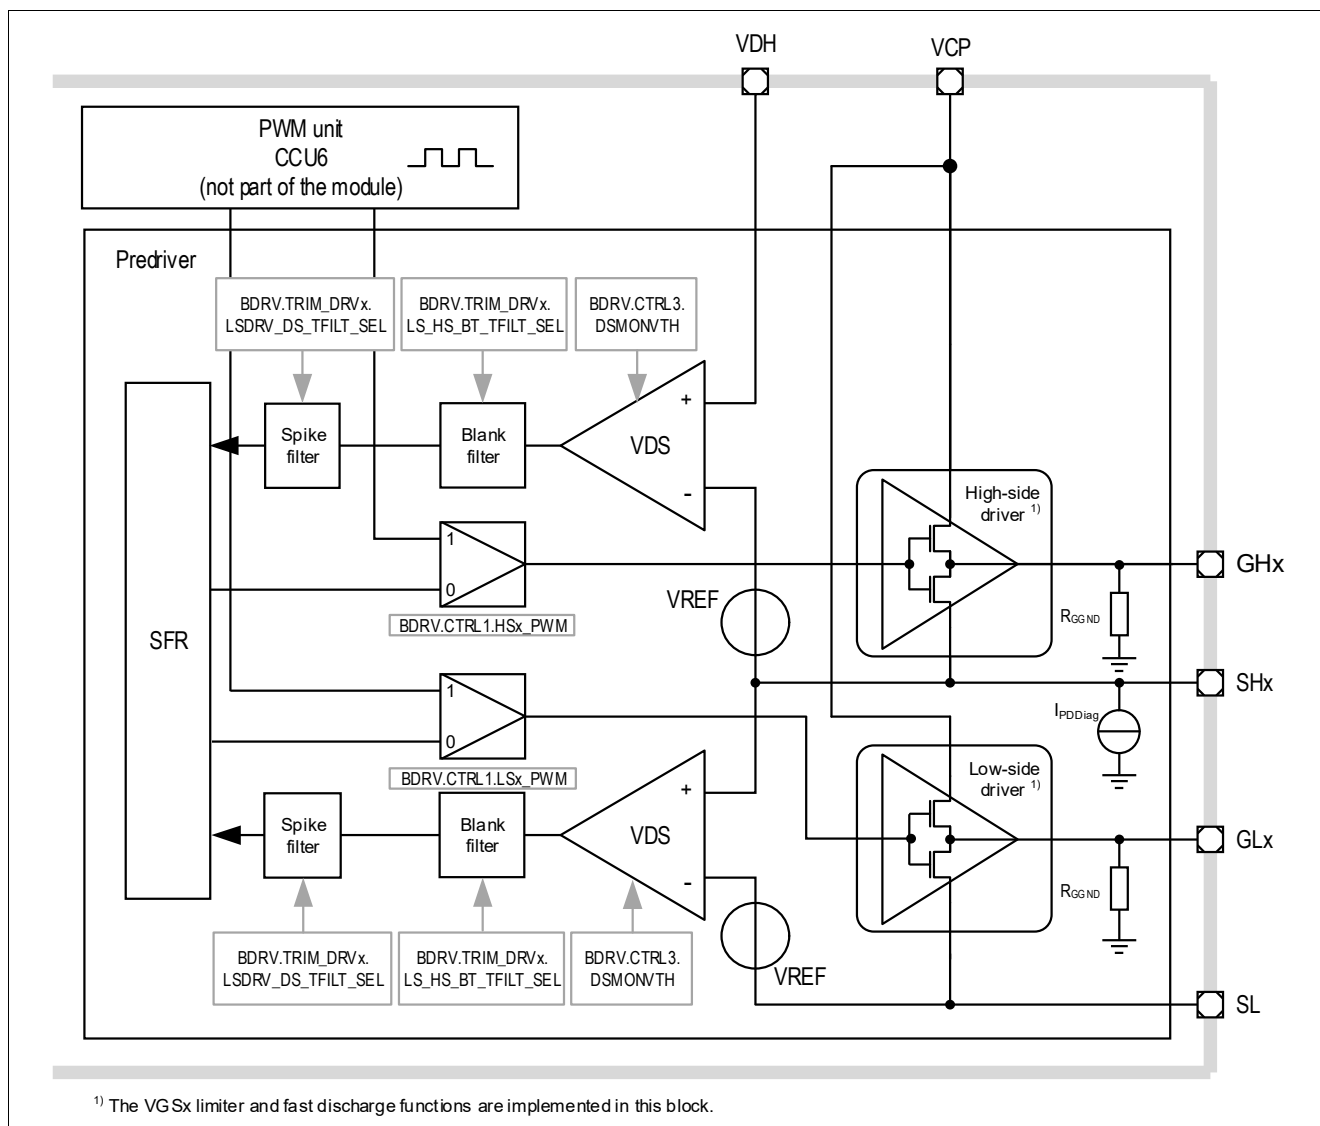 VDH
VCP
PWM unit
CCU6
(not part of the module)
Predriver
BDRV.TRIM_DRVx.
LSDRV_DS_TFILT_SEL
BDRV.TRIM_DRVx.
LS_HS_BT_TFILT_SEL
BDRV.CTRL3.
DSMONVTH
Spike
filter
Blank
filter
+
VDS
-
High-side
driver 1)
1
0
BDRV.CTRL1.HSx_PWM
VREF
GHx
RGGND
SFR
SHx
1
0
BDRV.CTRL1.LSx_PWM
IPDDiag
Low-side
driver 1)
Spike
filter
Blank
filter
+
VDS
-
GLx
RGGND
BDRV.TRIM_DRVx.
LSDRV_DS_TFILT_SEL
BDRV.TRIM_DRVx.
LS_HS_BT_TFILT_SEL
BDRV.CTRL3.
DSMONVTH
VREF
SL
1) The VGSx limiter and fast discharge functions are implemented in this block.